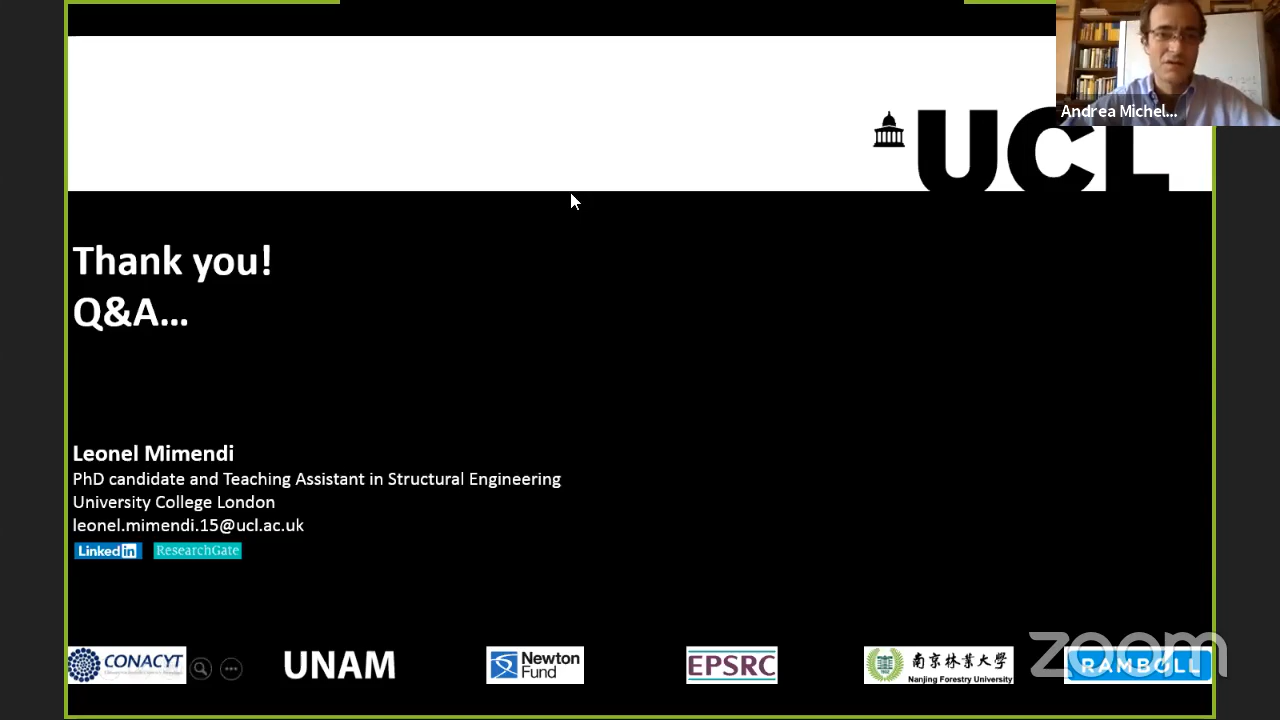 Andrea Michel...
UCL
Thank you!
Q&A...
Leonel Mimendi
PhD candidate and Teaching Assistant in Structural Engineering
University College London
leonel.mimendi.15@ucl.ac.uk
Linkedin ResearchGate
CONACYT UNAM Newton Fund EPSRC 南京林業大學 Nanjing Forestry University RAMBOLL
zoom